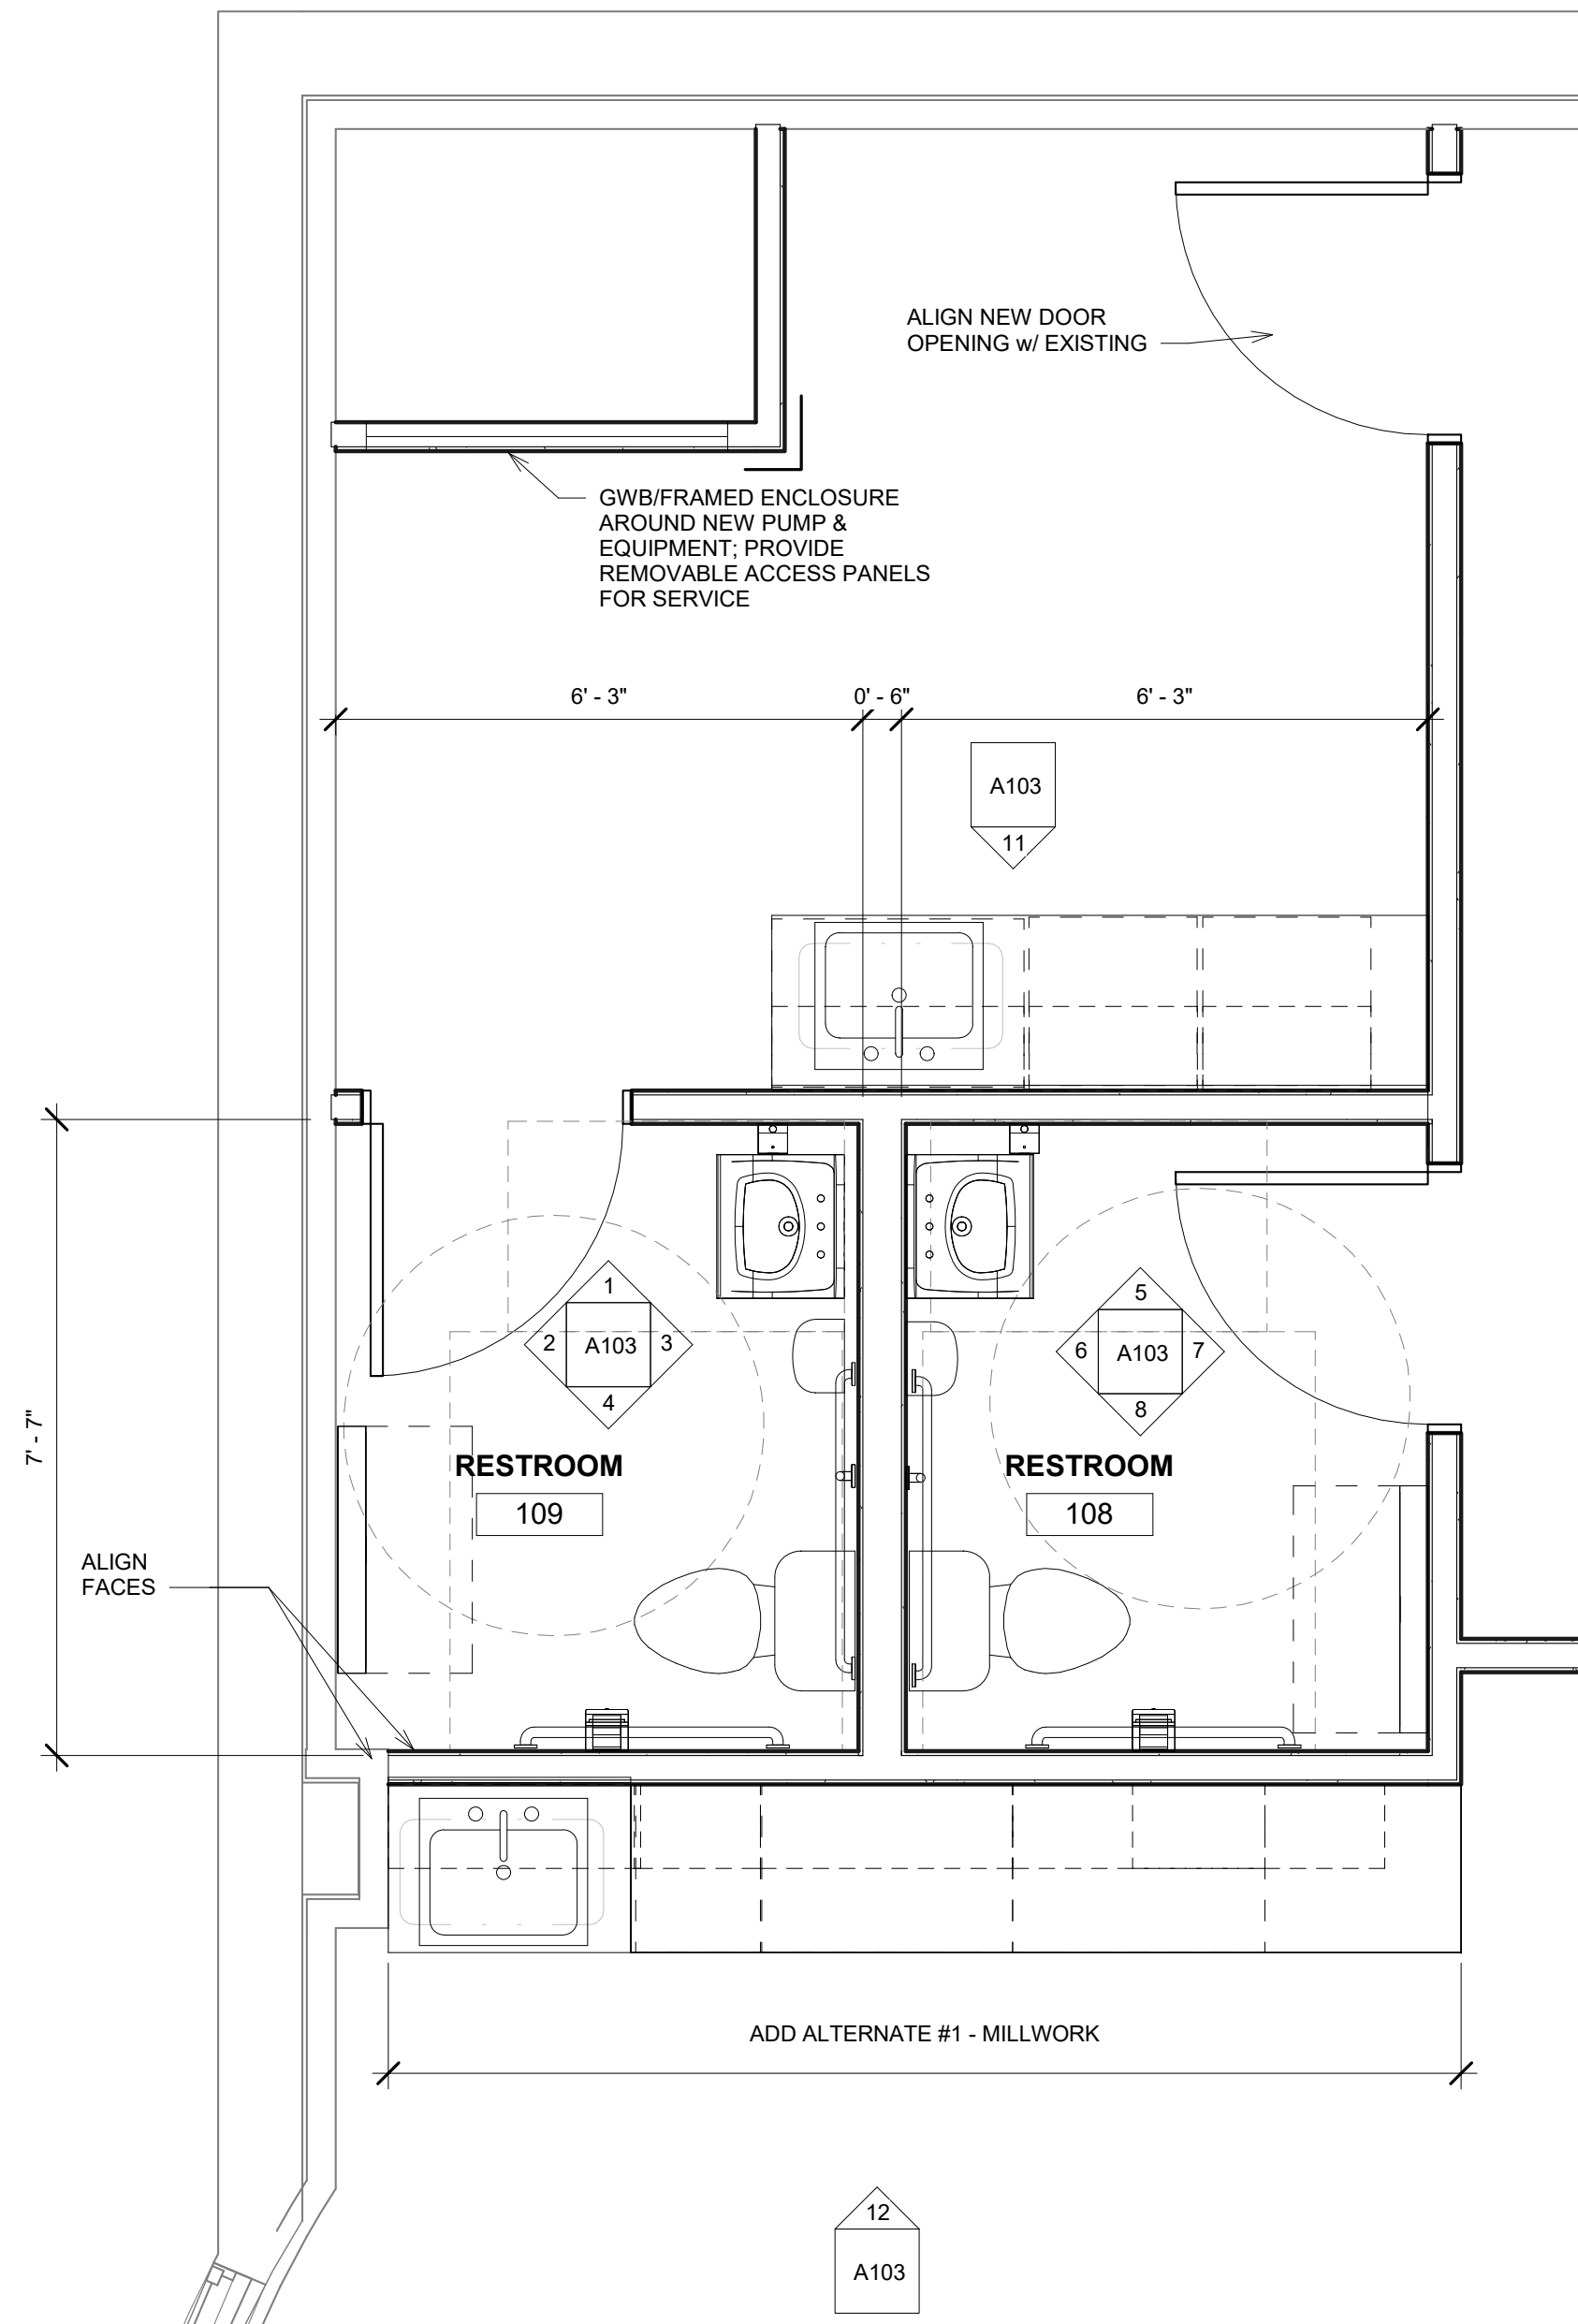 ALIGN NEW DOOR
OPENING w/ EXISTING
GWB/FRAMED ENCLOSURE
AROUND NEW PUMP &
EQUIPMENT; PROVIDE
REMOVABLE ACCESS PANELS
FOR SERVICE
6' - 3"
0' - 6"
6' - 3"
A103
11
1
2
A103
3
4
5
6
A103
7
8
7' - 7"
RESTROOM
109
RESTROOM
108
ALIGN
FACES
ADD ALTERNATE #1 - MILLWORK
12
A103